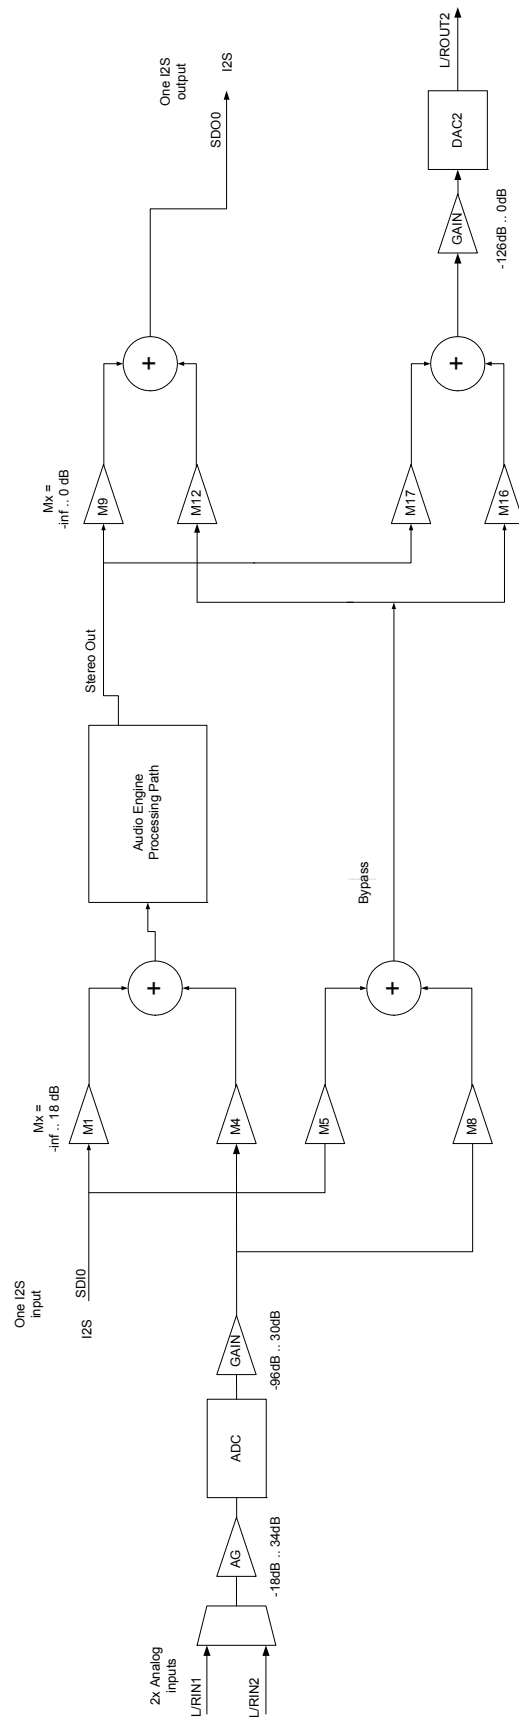 2x Analog
inputs
L/RIN1
L/RIN2
AG
-18dB .. 34dB
ADC
GAIN
-96dB .. 30dB
One I2S
input
I2S
SDI0
Mx =
-inf .. 18 dB
M1
M4
M5
M8
+
+
Audio Engine
Processing Path
Bypass
Stereo Out
Mx =
-inf .. 0 dB
M9
M12
M17
M16
+
+
One I2S
output
SDO0
I2S
GAIN
-126dB .. 0dB
DAC2
L/ROUT2